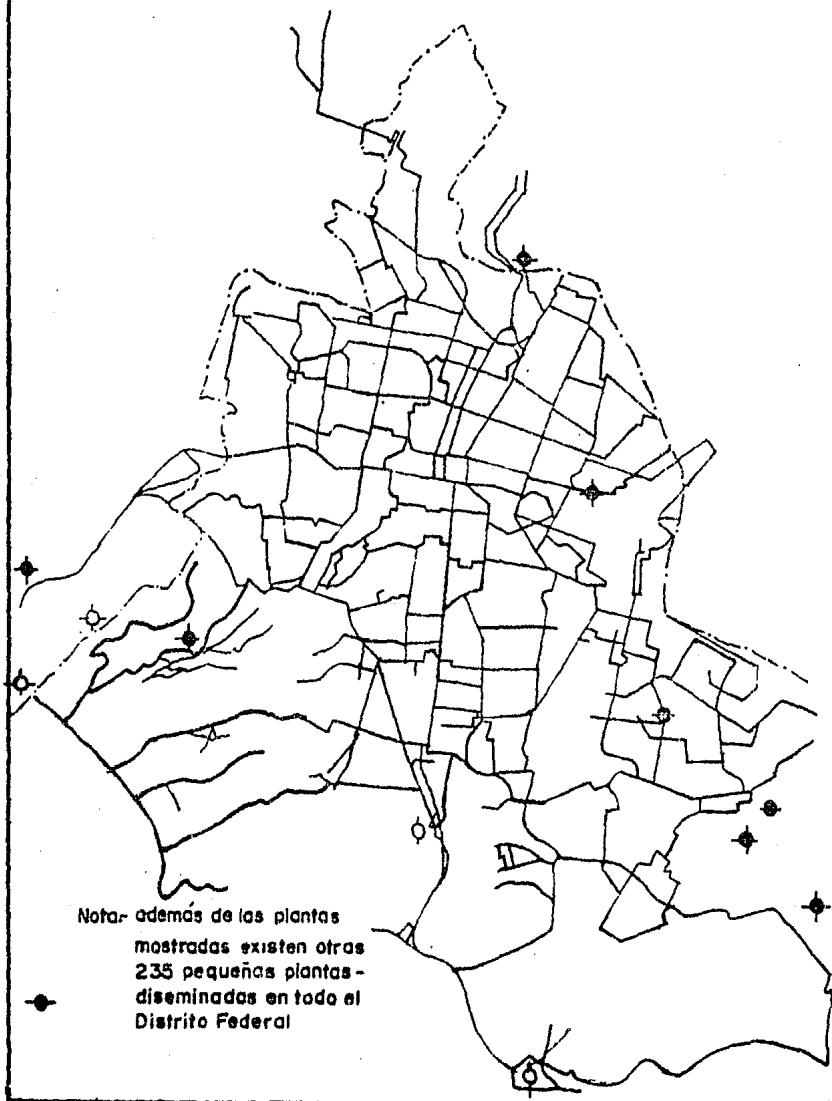 Nota:- además de las plantas
mostradas existen otras
235 pequeñas plantas-
diseminadas en todo el
Distrito Federal